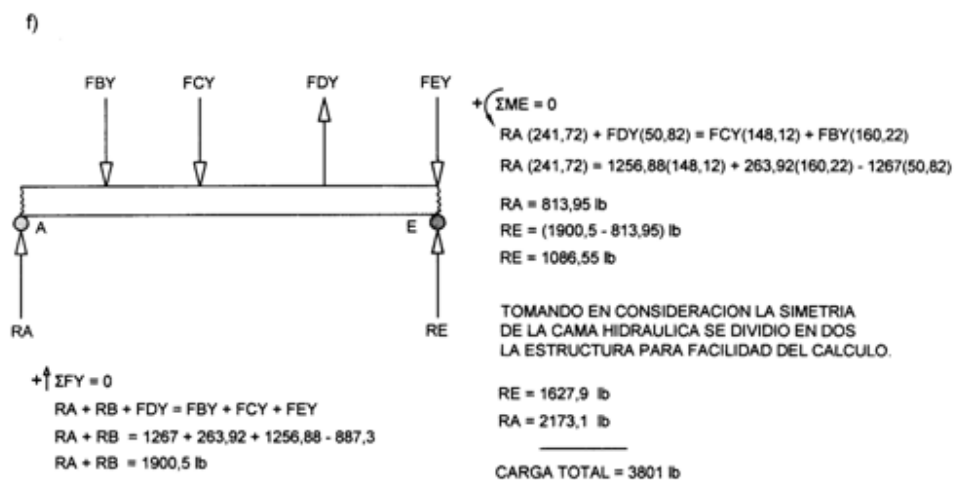 f)
FBY FCY FDY FEY
A E
RA RE
+ ΣFY = 0
RA + RB + FDY = FBY + FCY + FEY
RA + RB = 1267 + 263,92 + 1256,88 - 887,3
RA + RB = 1900,5 lb
+ ΣME = 0
RA (241,72) + FDY(50,82) = FCY(148,12) + FBY(160,22)
RA (241,72) = 1256,88(148,12) + 263,92(160,22) - 1267(50,82)
RA = 813,95 lb
RE = (1900,5 - 813,95) lb
RE = 1086,55 lb
TOMANDO EN CONSIDERACION LA SIMETRIA
DE LA CAMA HIDRAULICA SE DIVIDIO EN DOS
LA ESTRUCTURA PARA FACILIDAD DEL CALCULO.
RE = 1627,9 lb
RA = 2173,1 lb
CARGA TOTAL = 3801 lb